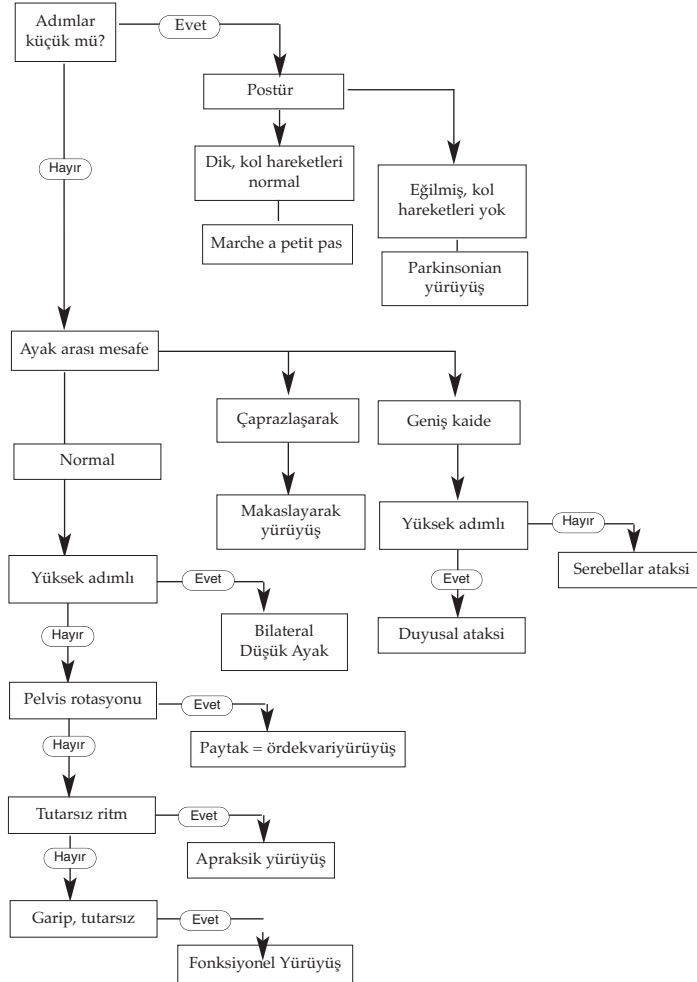 Adımlar
küçük mü?
Evet
Postür
Hayır
Dik, kol hareketleri
normal
Eğilmiş, kol
hareketleri yok
Marche a petit pas
Parkinsonian
yürüyüş
Ayak arası mesafe
Çaprazlaşarak
Geniş kaide
Normal
Makaslayarak
yürüyüş
Yüksek adımlı
Hayır
Serebellar ataksi
Evet
Duyusal ataksi
Yüksek adımlı
Evet
Bilateral
Düşük Ayak
Hayır
Pelvis rotasyonu
Evet
Paytak = ördekvariyürüyüş
Hayır
Tutarsız ritm
Evet
Apraksik yürüyüş
Hayır
Garip, tutarsız
Evet
Fonksiyonel Yürüyüş